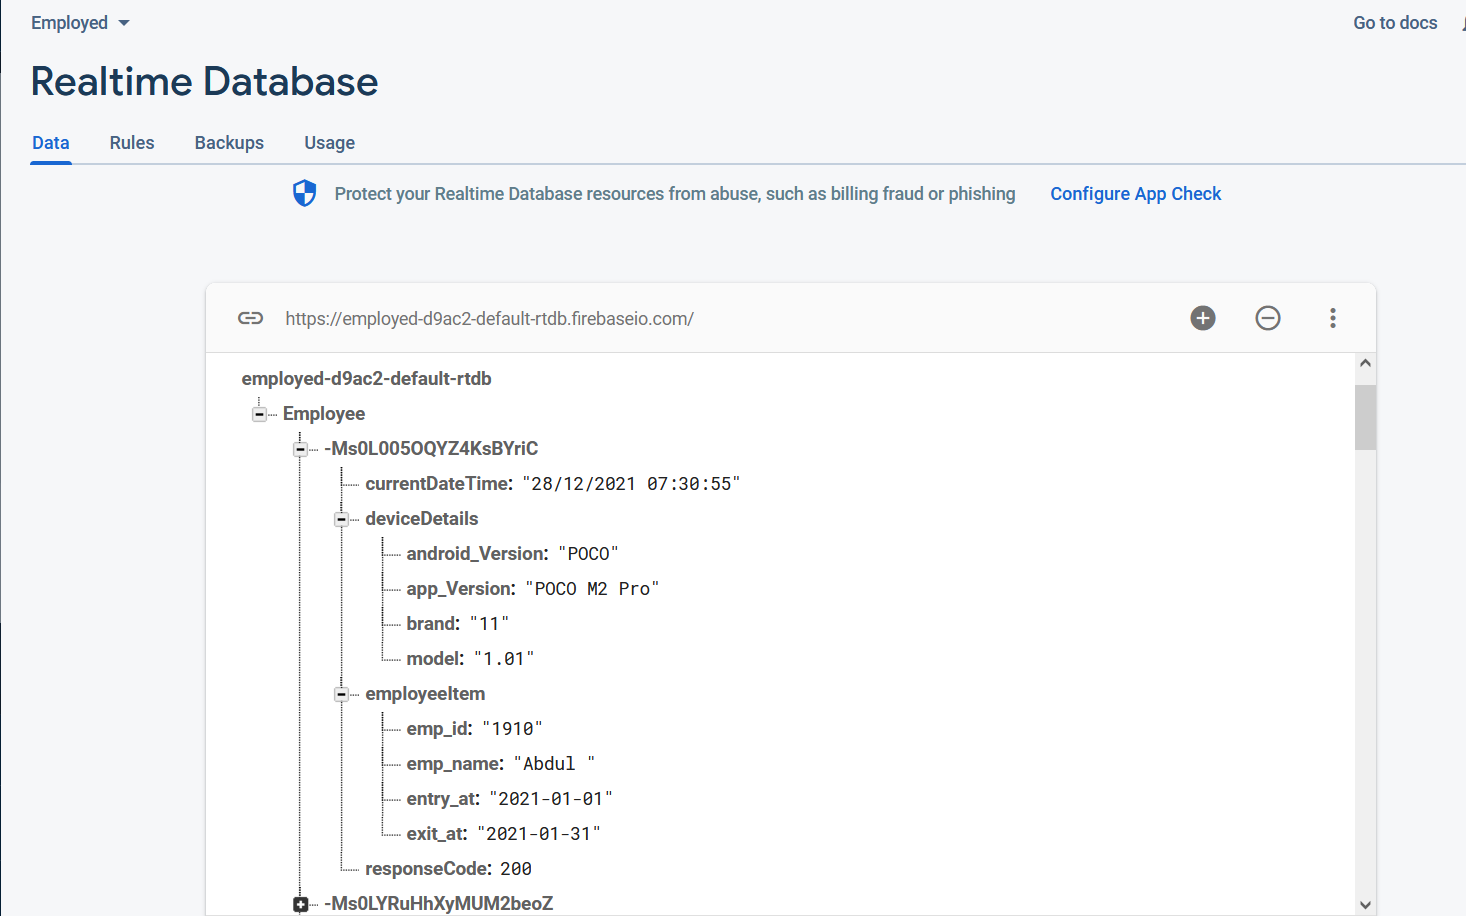 Employed
Go to docs
Realtime Database
Data Rules Backups Usage
Protect your Realtime Database resources from abuse, such as billing fraud or phishing Configure App Check
https://employed-d9ac2-default-rtdb.firebaseio.com/
employed-d9ac2-default-rtdb
Employee
-Ms0L005OQYZ4KsBYriC
currentDateTime: "28/12/2021 07:30:55"
deviceDetails
android_Version: "POCO"
app_Version: "POCO M2 Pro"
brand: "11"
model: "1.01"
employeeItem
emp_id: "1910"
emp_name: "Abdul "
entry_at: "2021-01-01"
exit_at: "2021-01-31"
responseCode: 200
-Ms0LYRuHhXyMUM2beoZ